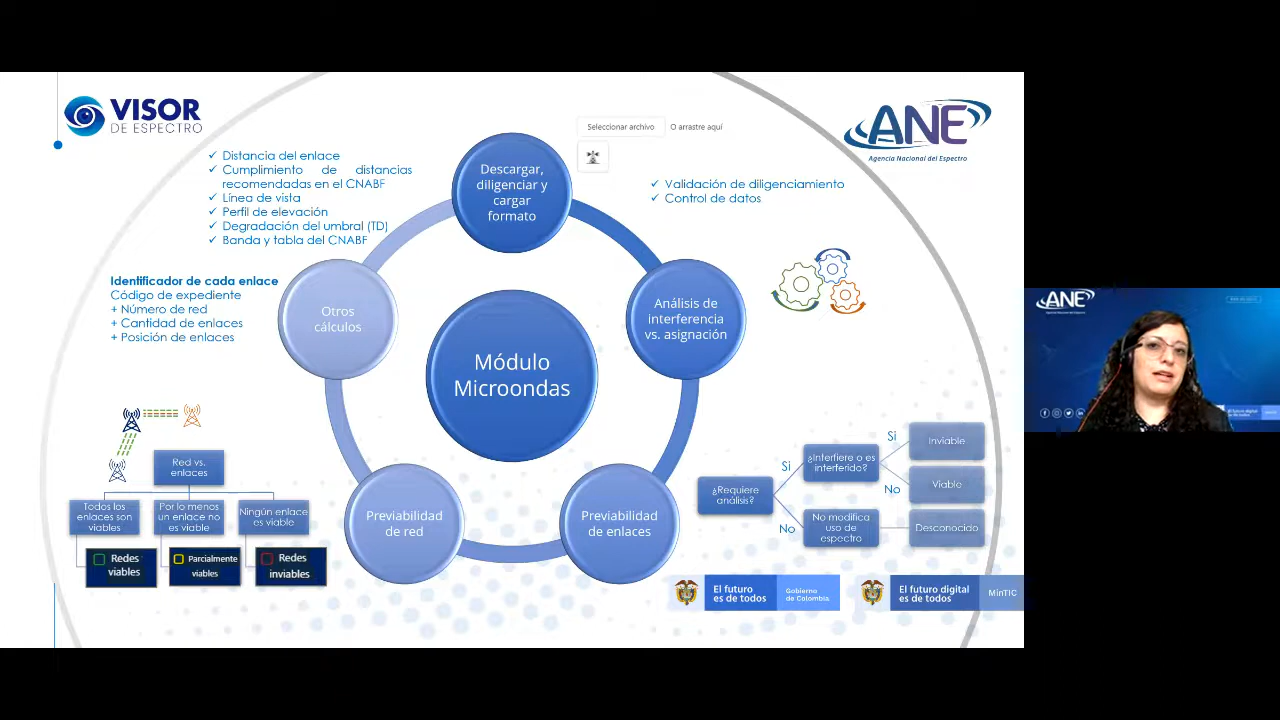 VISOR
DE ESPECTRO
Seleccionar archivo
O arrastre aquí
ANE
Agencia Nacional del Espectro
✓ Distancia del enlace
✓ Cumplimiento de distancias
recomendadas en el CNABF
✓ Línea de vista
✓ Perfil de elevación
✓ Degradación del umbral (TD)
✓ Banda y tabla del CNABF
Descargar,
diligenciar y
cargar
formato
✓ Validación de diligenciamiento
✓ Control de datos
Identificador de cada enlace
Código de expediente
+ Número de red
+ Cantidad de enlaces
+ Posición de enlaces
Otros
cálculos
Módulo
Microondas
Análisis de
interferencia
vs. asignación
Previabilidad
de red
Previabilidad
de enlaces
Red vs.
enlaces
Todos los
enlaces son
viables
Por lo menos
un enlace no
es viable
Ningún enlace
es viable
Redes
viables
Parcialmente
viables
Redes
inviables
¿Requiere
análisis?
Si
No
¿Interfiere o es
interferido?
No modifica
uso de
espectro
Si
No
Inviable
Viable
Desconocido
El futuro
es de todos
Gobierno
de Colombia
El futuro digital
es de todos
MinTIC
ANE
El futuro digital
es de todos